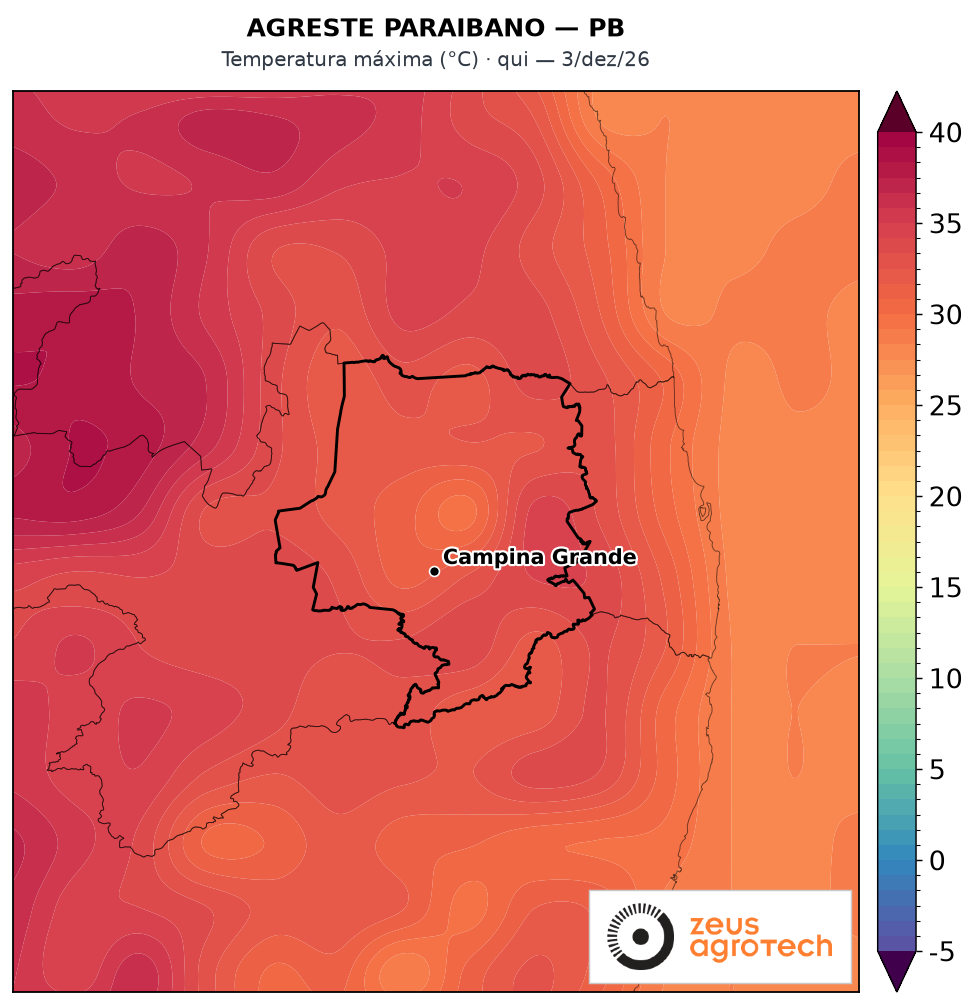 AGRESTE PARAIBANO — PB
Temperatura máxima (°C) · qui — 3/dez/26
40
35
30
25
20
15
10
5
0
-5
Campina Grande
zeus
agrotech